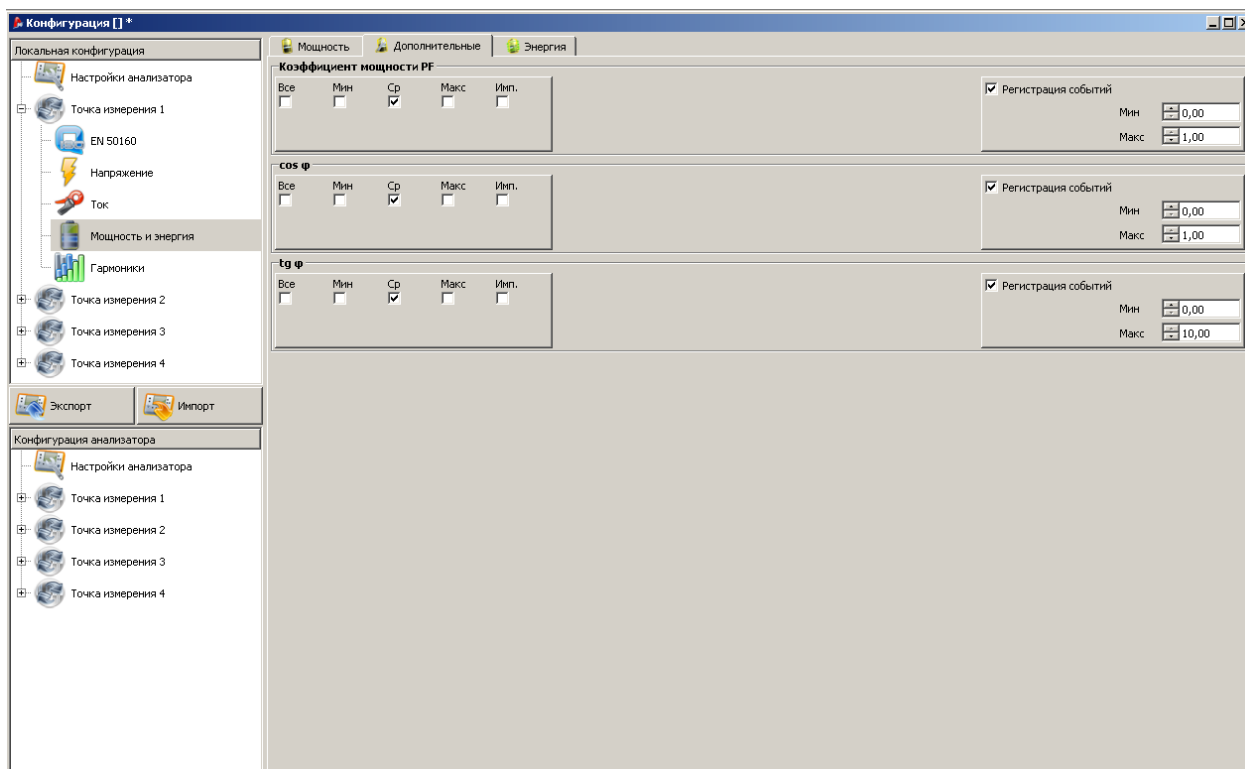 Конфигурация [] *
Локальная конфигурация
Настройки анализатора
Точка измерения 1
EN 50160
Напряжение
Ток
Мощность и энергия
Гармоники
Точка измерения 2
Точка измерения 3
Точка измерения 4
Экспорт Импорт
Конфигурация анализатора
Настройки анализатора
Точка измерения 1
Точка измерения 2
Точка измерения 3
Точка измерения 4
Мощность Дополнительные Энергия
Коэффициент мощности PF
Все Мин Ср Макс Имп.
Регистрация событий
Мин 0,00
Макс 1,00
cos φ
Все Мин Ср Макс Имп.
Регистрация событий
Мин 0,00
Макс 1,00
tg φ
Все Мин Ср Макс Имп.
Регистрация событий
Мин 0,00
Макс 10,00